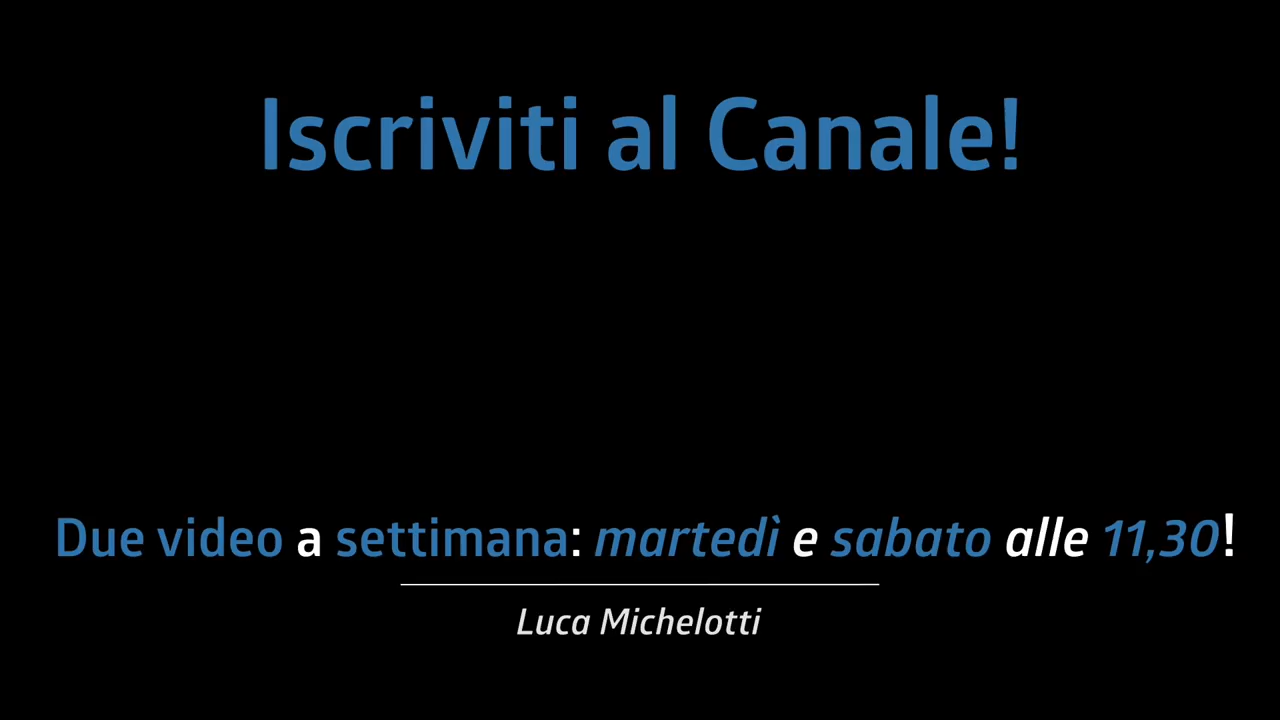 Iscriviti al Canale!
Due video a settimana: martedì e sabato alle 11,30!
Luca Michelotti